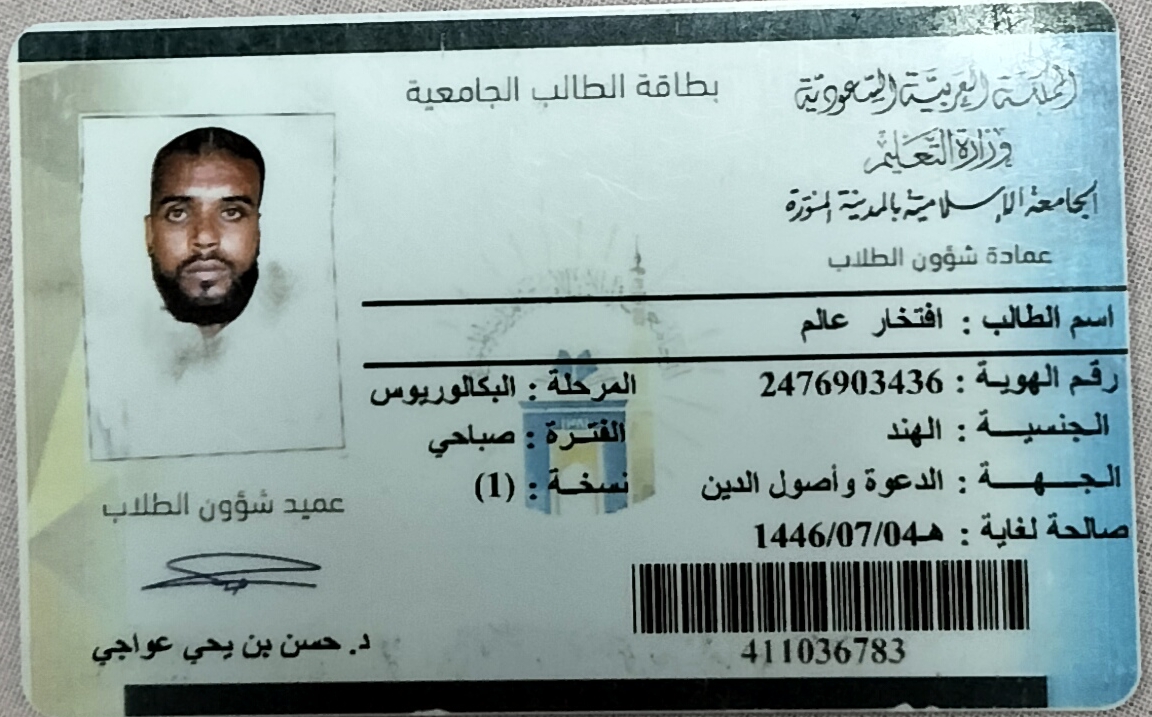 بطاقة الطالب الجامعية
المملكة العربية السعودية
وزارة التعليم
الجامعة الإسلامية بالمدينة المنورة
عمادة شؤون الطلاب
اسم الطالب : افتخار عالم
رقم الهوية : 2476903436
المرحلة : البكالوريوس
الجنسية : الهند
الفترة : صباحي
الجهة : الدعوة وأصول الدين
نسخة : (1)
صالحة لغاية : 1446/07/04هـ
411036783
عميد شؤون الطلاب
د. حسن بن يحي عواجي